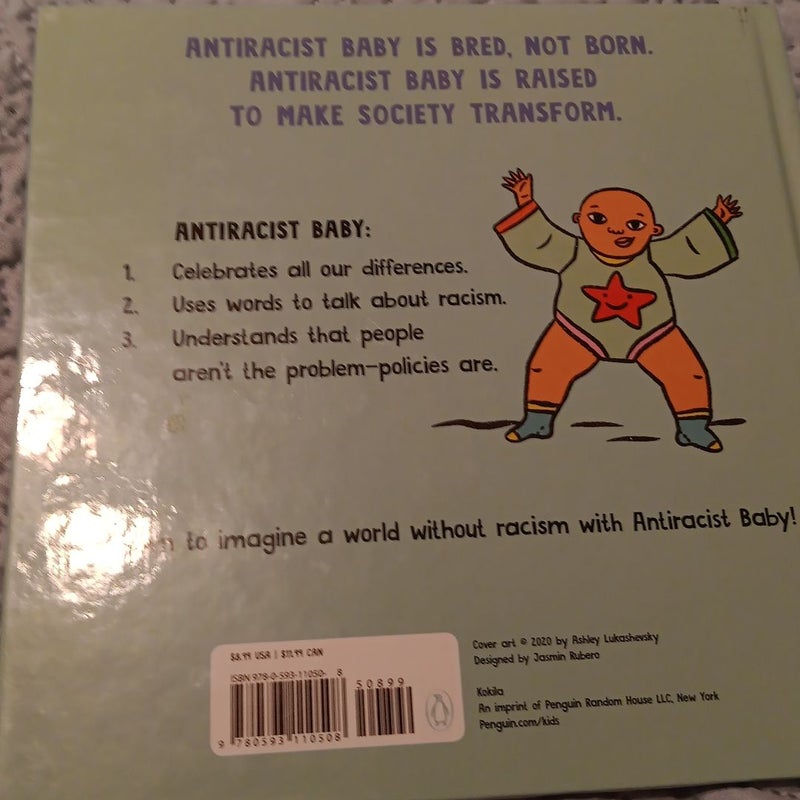 ANTIRACIST BABY IS BRED, NOT BORN.
ANTIRACIST BABY IS RAISED
TO MAKE SOCIETY TRANSFORM.
ANTIRACIST BABY:
1. Celebrates all our differences.
2. Uses words to talk about racism.
3. Understands that people
aren't the problem—policies are.
to imagine a world without racism with Antiracist Baby!
$8.99 USA | $11.99 CAN
ISBN 978-0-593-11050-8
50899
9 780593 110508
Cover art © 2020 by Ashley Lukashevsky
Designed by Jasmin Rubero
Kokila
An imprint of Penguin Random House LLC, New York
Penguin.com/kids